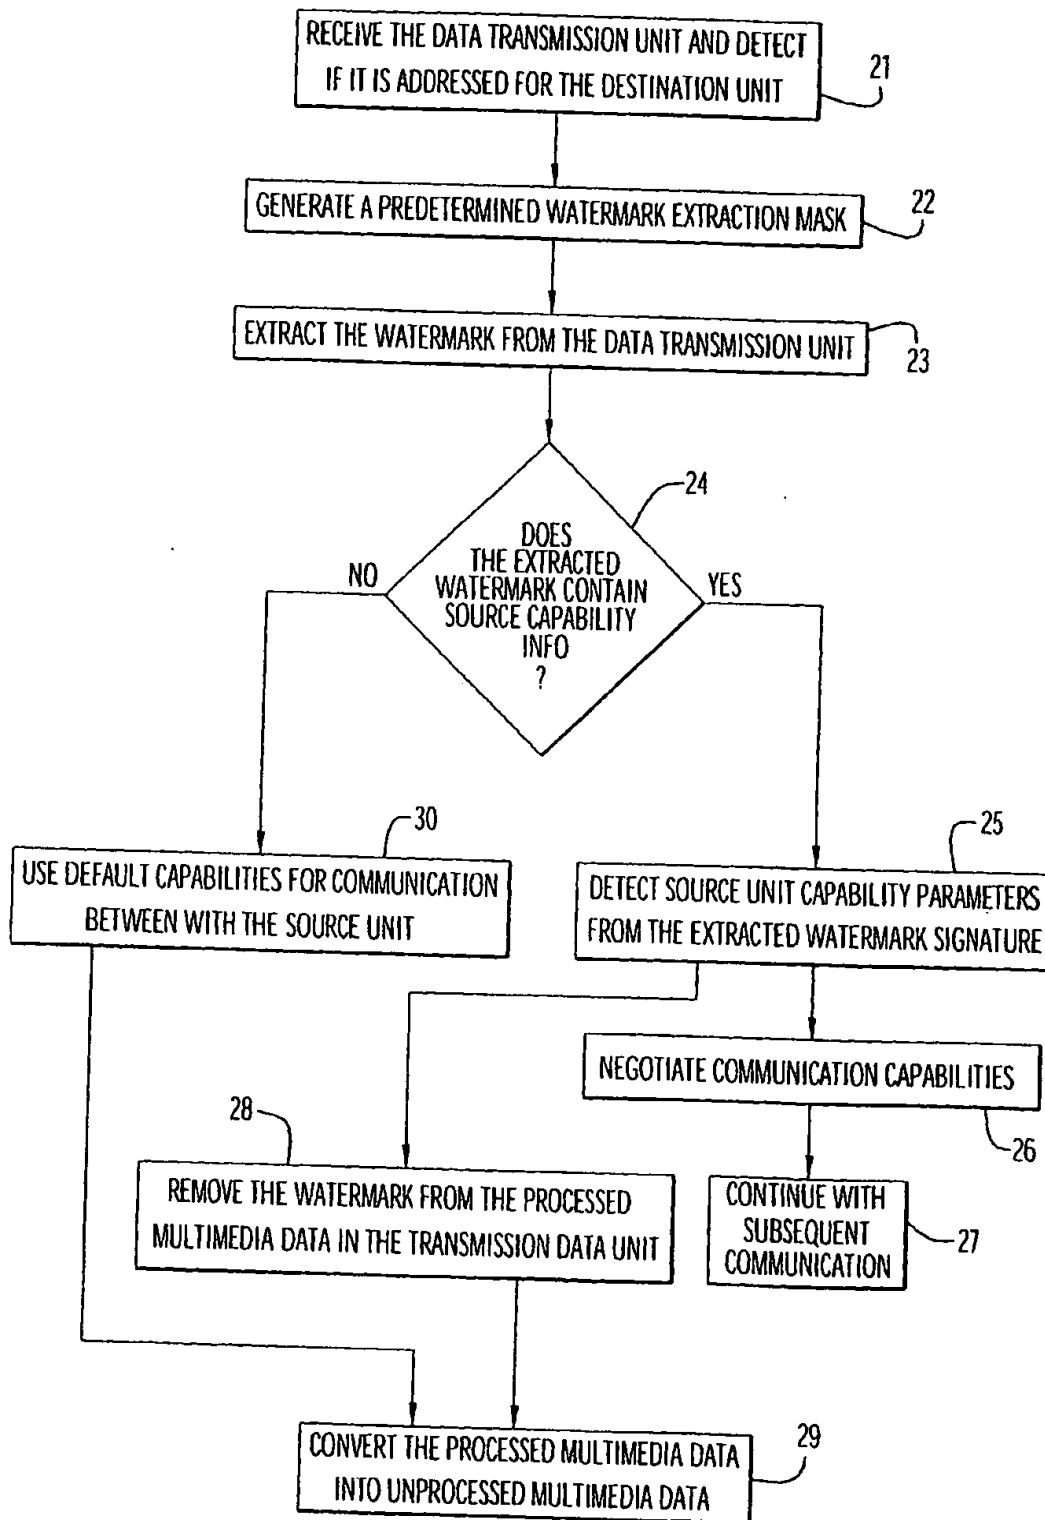 RECEIVE THE DATA TRANSMISSION UNIT AND DETECT
IF IT IS ADDRESSED FOR THE DESTINATION UNIT
21
GENERATE A PREDETERMINED WATERMARK EXTRACTION MASK
22
EXTRACT THE WATERMARK FROM THE DATA TRANSMISSION UNIT
23
24
DOES
THE EXTRACTED
WATERMARK CONTAIN
SOURCE CAPABILITY
INFO
?
NO
YES
30
USE DEFAULT CAPABILITIES FOR COMMUNICATION
BETWEEN WITH THE SOURCE UNIT
25
DETECT SOURCE UNIT CAPABILITY PARAMETERS
FROM THE EXTRACTED WATERMARK SIGNATURE
NEGOTIATE COMMUNICATION CAPABILITIES
26
28
REMOVE THE WATERMARK FROM THE PROCESSED
MULTIMEDIA DATA IN THE TRANSMISSION DATA UNIT
CONTINUE WITH
SUBSEQUENT
COMMUNICATION
27
CONVERT THE PROCESSED MULTIMEDIA DATA
INTO UNPROCESSED MULTIMEDIA DATA
29